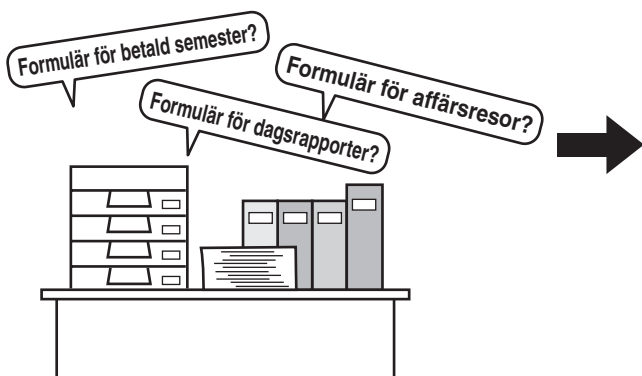 Formulär för betald semester?
Formulär för affärsresor?
Formulär för dagsrapporter?